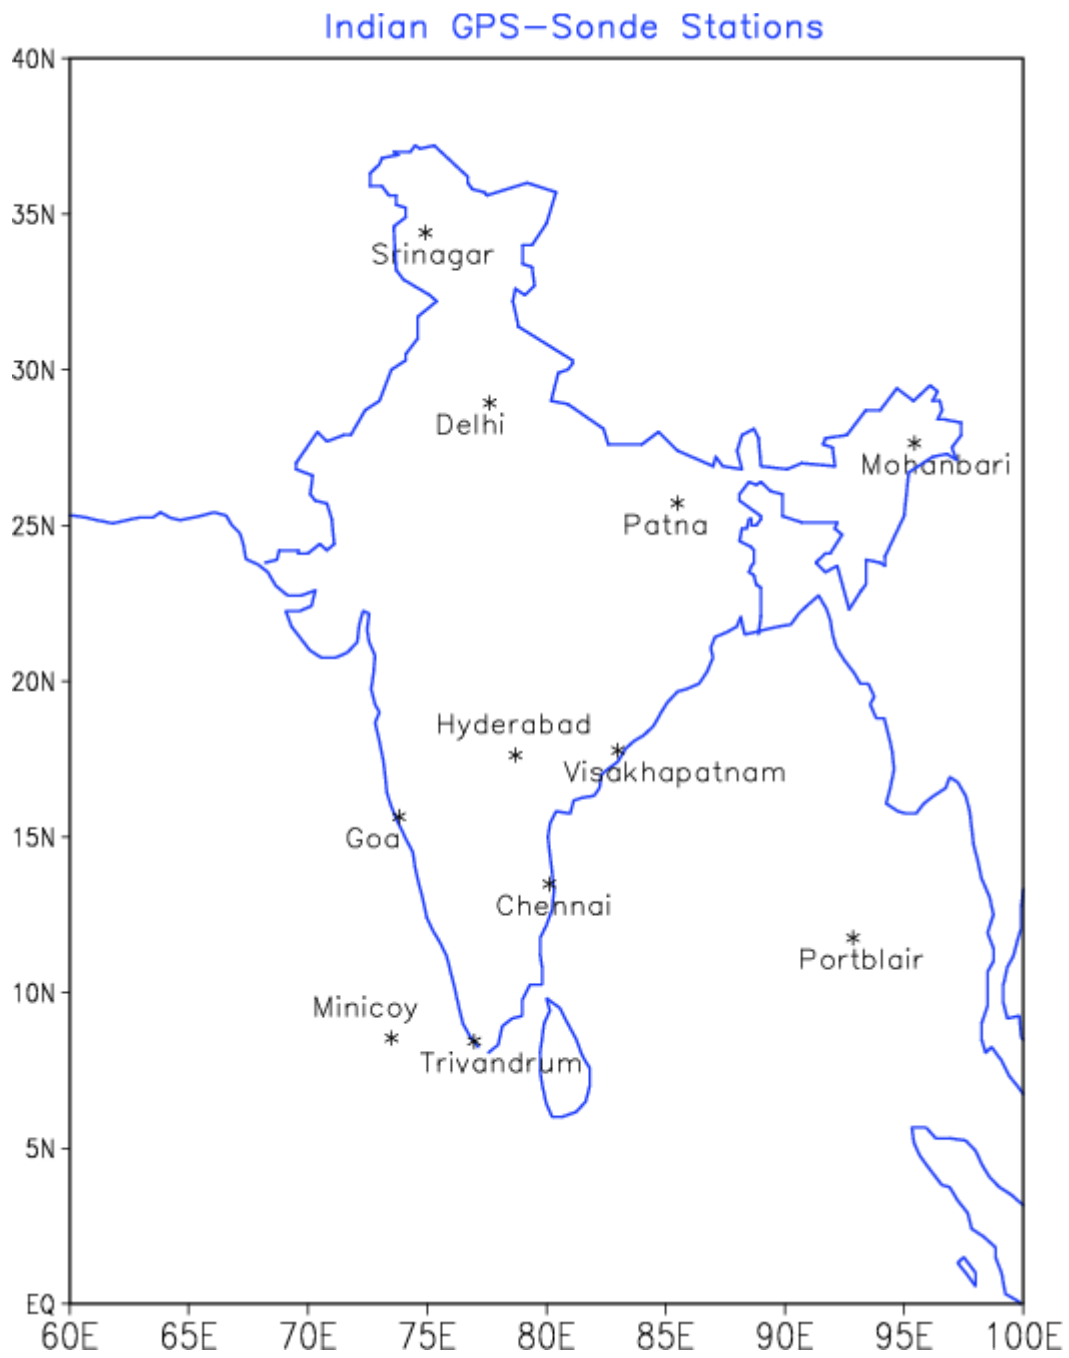 Indian GPS-Sonde Stations
40N
35N
Srinagar
30N
Delhi
Mohanbari
Patna
25N
20N
Hyderabad
Visakhapatnam
Goa
15N
Chennai
Portblair
10N
Minicoy
Trivandrum
5N
EQ
60E 65E 70E 75E 80E 85E 90E 95E 100E